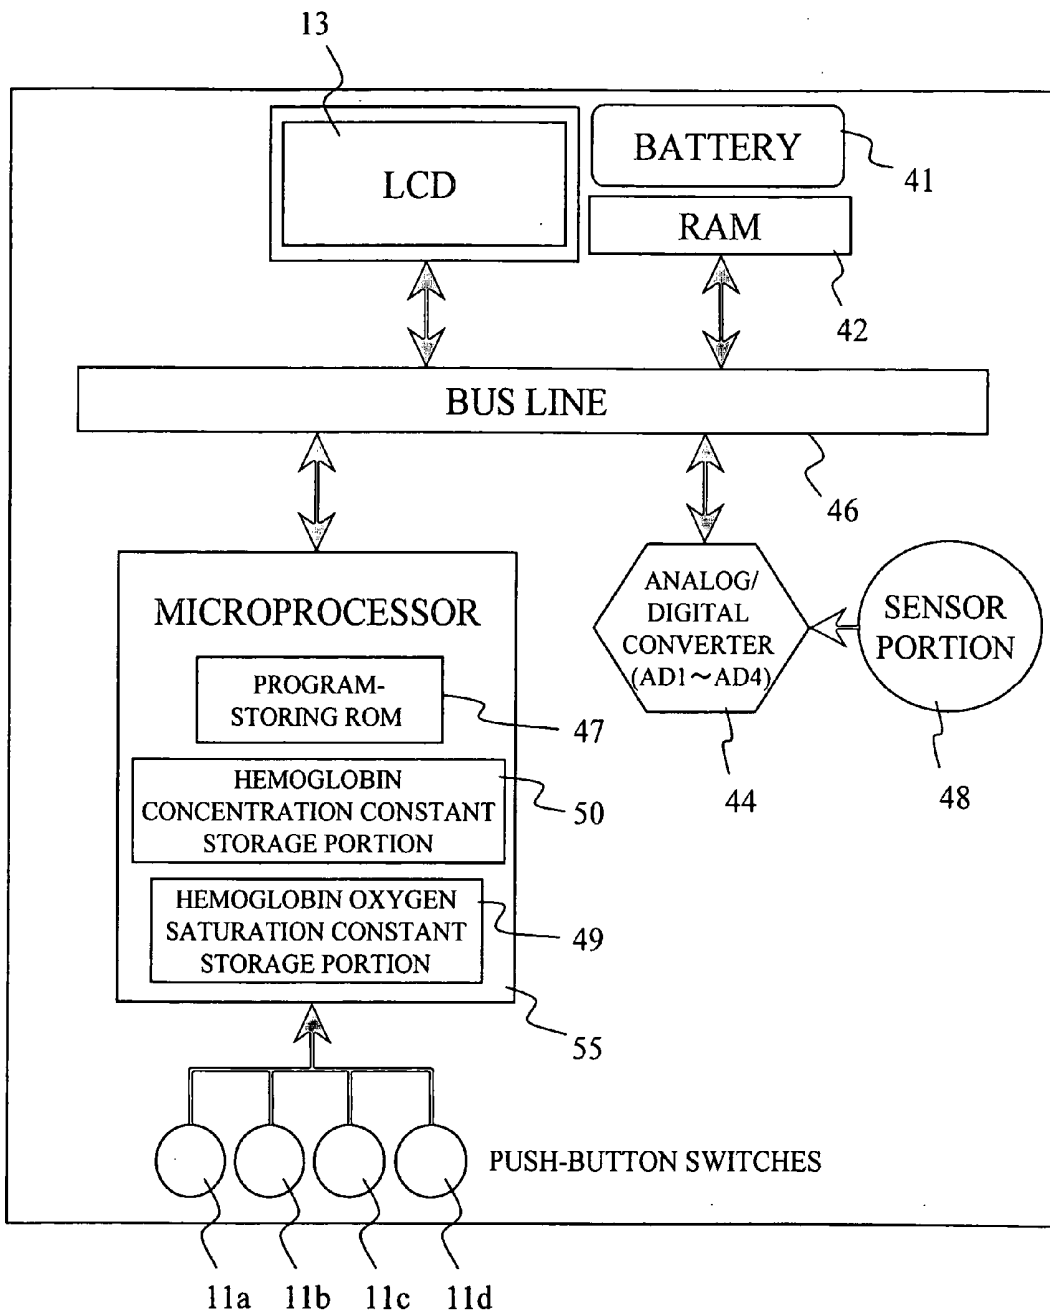 13
LCD
BATTERY
41
RAM
42
BUS LINE
46
MICROPROCESSOR
PROGRAM-
STORING ROM
47
HEMOGLOBIN
CONCENTRATION CONSTANT
STORAGE PORTION
50
HEMOGLOBIN OXYGEN
SATURATION CONSTANT
STORAGE PORTION
49
55
ANALOG/
DIGITAL
CONVERTER
(AD1～AD4)
44
SENSOR
PORTION
48
PUSH-BUTTON SWITCHES
11a
11b
11c
11d